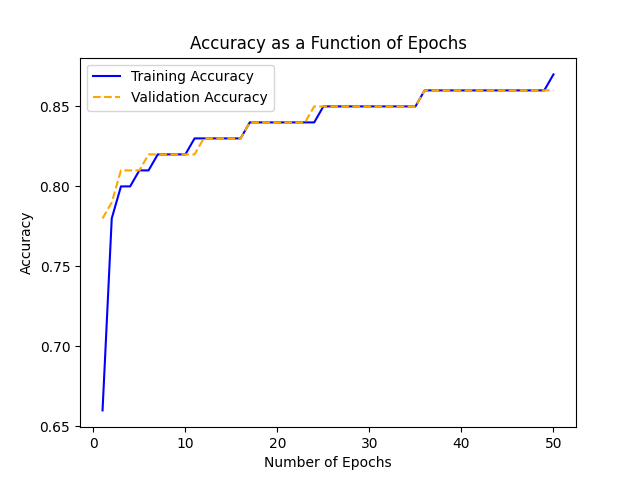 Accuracy as a Function of Epochs
Training Accuracy
Validation Accuracy
0.85
0.80
0.75
0.70
0.65
Accuracy
0
10
20
30
40
50
Number of Epochs